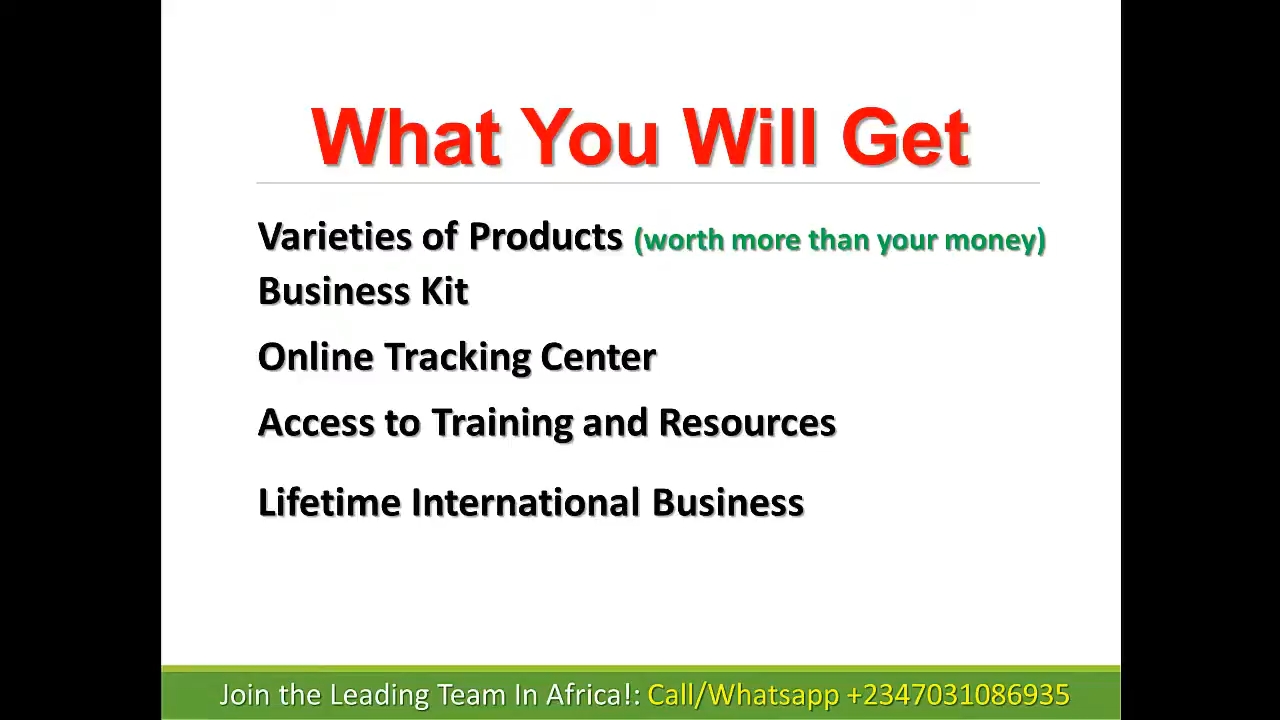 What You Will Get
Varieties of Products (worth more than your money)
Business Kit
Online Tracking Center
Access to Training and Resources
Lifetime International Business
Join the Leading Team In Africa!: Call/Whatsapp +2347031086935